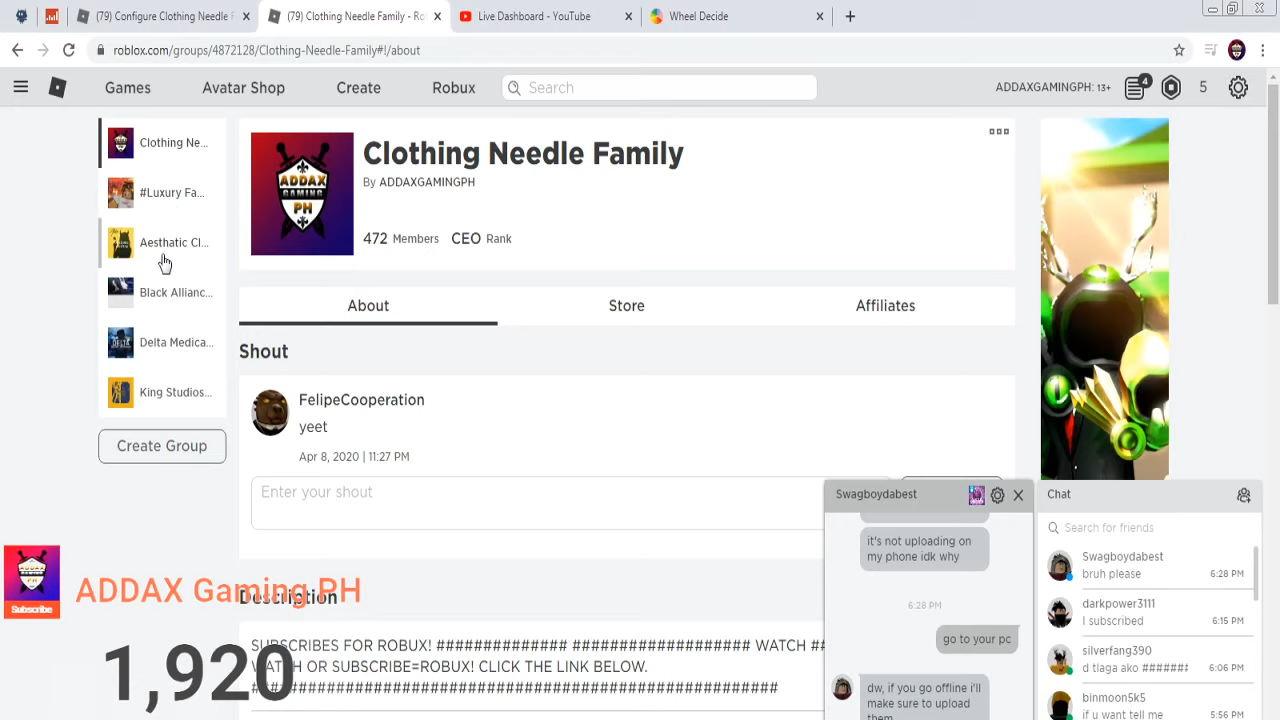 (79) Configure Clothing Needle F
(79) Clothing Needle Family - Ro
Live Dashboard - YouTube
Wheel Decide
roblox.com/groups/4872128/Clothing-Needle-Family#!/about
Games
Avatar Shop
Create
Robux
Search
ADDAXGAMINGPH: 13+
4
5
Clothing Ne...
#Luxury Fa...
Aesthatic Cl...
Black Allianc...
Delta Medica...
King Studios...
Create Group
ADDAX
GAMING
PH
Clothing Needle Family
By ADDAXGAMINGPH
472 Members CEO Rank
About
Store
Affiliates
Shout
FelipeCooperation
yeet
Apr 8, 2020 | 11:27 PM
Enter your shout
Description
SUBSCRIBES FOR ROBUX! ############# ################## WATCH ##
WATCH OR SUBSCRIBE=ROBUX! CLICK THE LINK BELOW.
Subscribe
ADDAX Gaming PH
1,920
Swagboydabest
it's not uploading on
my phone idk why
6:28 PM
go to your pc
dw, if you go offline i'll
make sure to upload
them
Chat
Search for friends
Swagboydabest
bruh please
6:28 PM
darkpower3111
I subscribed
6:15 PM
silverfang390
d tlaga ako #######
6:06 PM
binmoon5k5
if u want tell me
5:56 PM